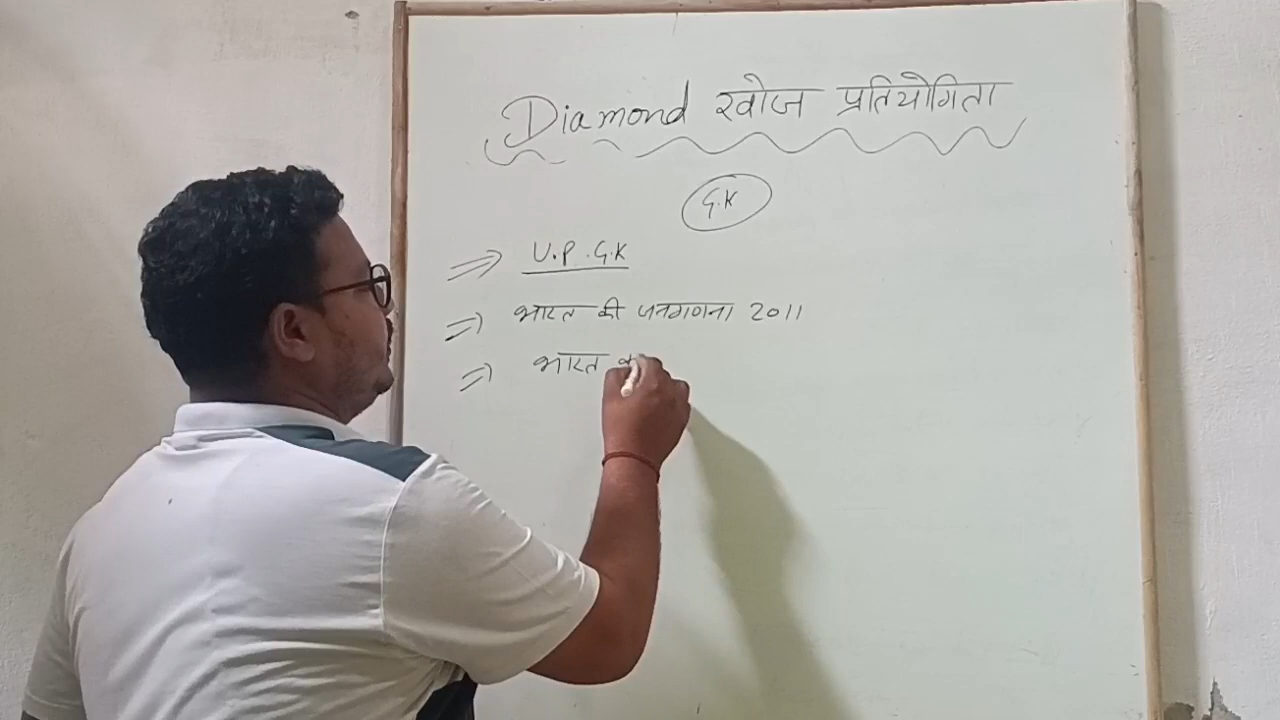 Diamond खोज प्रतियोगिता
G.K
U.P.G.K
भारत की जनगणना 2011
भारत